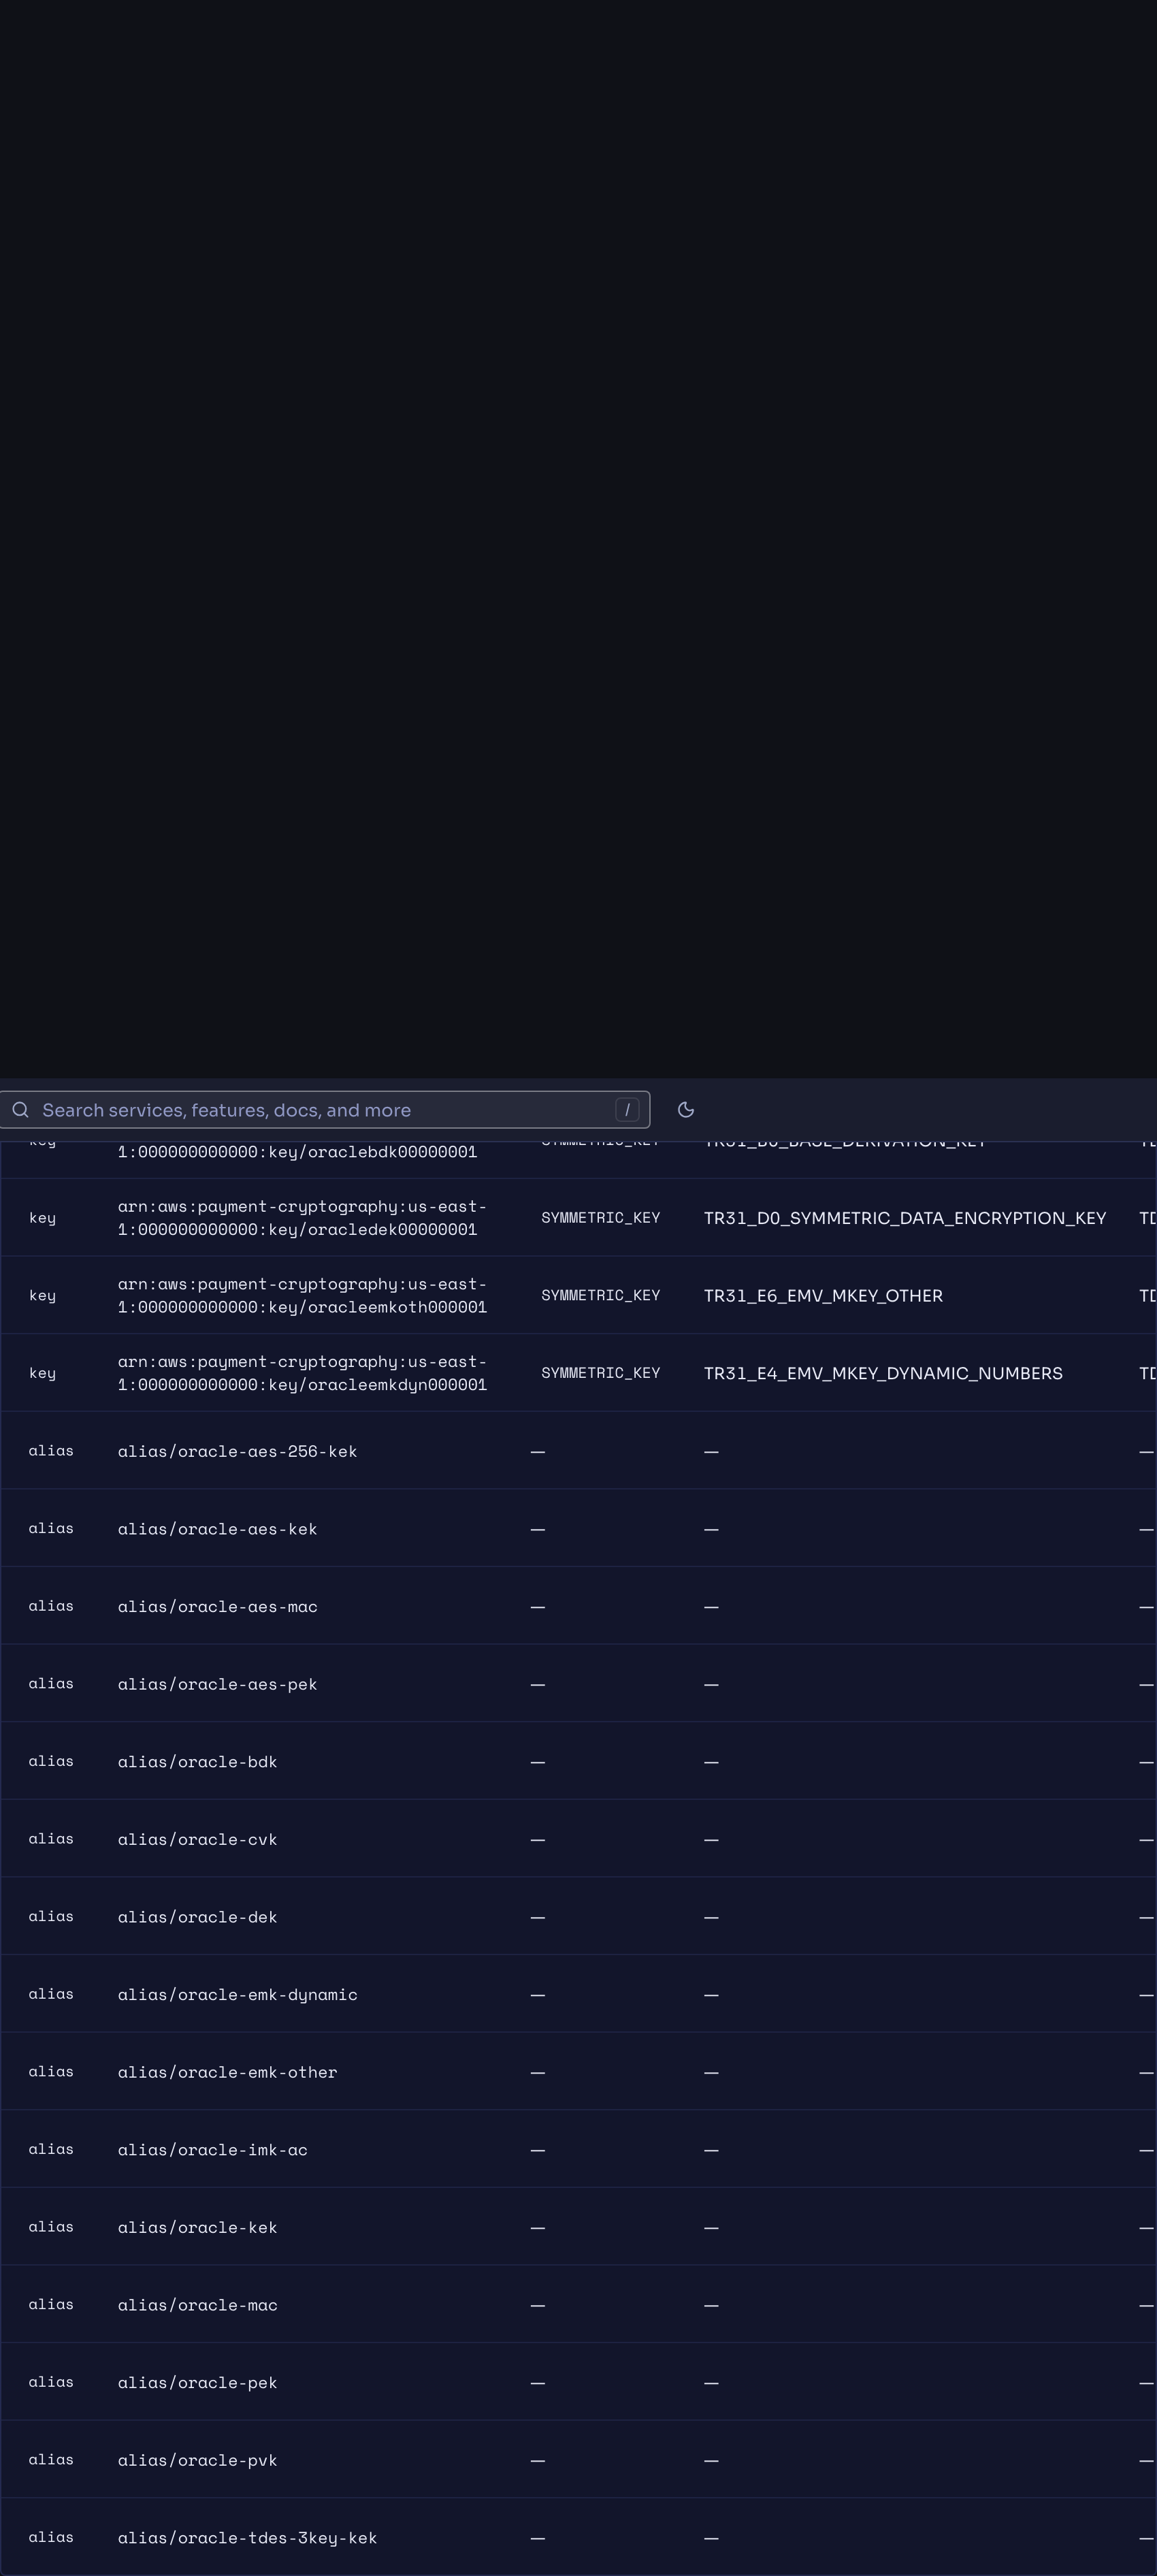 Search services, features, docs, and more /
key 1:000000000000:key/oraclebdk00000001 SYMMETRIC_KEY TR31_B0_BASE_DERIVATION_KEY
key arn:aws:payment-cryptography:us-east-
1:000000000000:key/oracledek00000001 SYMMETRIC_KEY TR31_D0_SYMMETRIC_DATA_ENCRYPTION_KEY
key arn:aws:payment-cryptography:us-east-
1:000000000000:key/oracleemkoth000001 SYMMETRIC_KEY TR31_E6_EMV_MKEY_OTHER
key arn:aws:payment-cryptography:us-east-
1:000000000000:key/oracleemkdyn000001 SYMMETRIC_KEY TR31_E4_EMV_MKEY_DYNAMIC_NUMBERS
alias alias/oracle-aes-256-kek — — —
alias alias/oracle-aes-kek — — —
alias alias/oracle-aes-mac — — —
alias alias/oracle-aes-pek — — —
alias alias/oracle-bdk — — —
alias alias/oracle-cvk — — —
alias alias/oracle-dek — — —
alias alias/oracle-emk-dynamic — — —
alias alias/oracle-emk-other — — —
alias alias/oracle-imk-ac — — —
alias alias/oracle-kek — — —
alias alias/oracle-mac — — —
alias alias/oracle-pek — — —
alias alias/oracle-pvk — — —
alias alias/oracle-tdes-3key-kek — — —